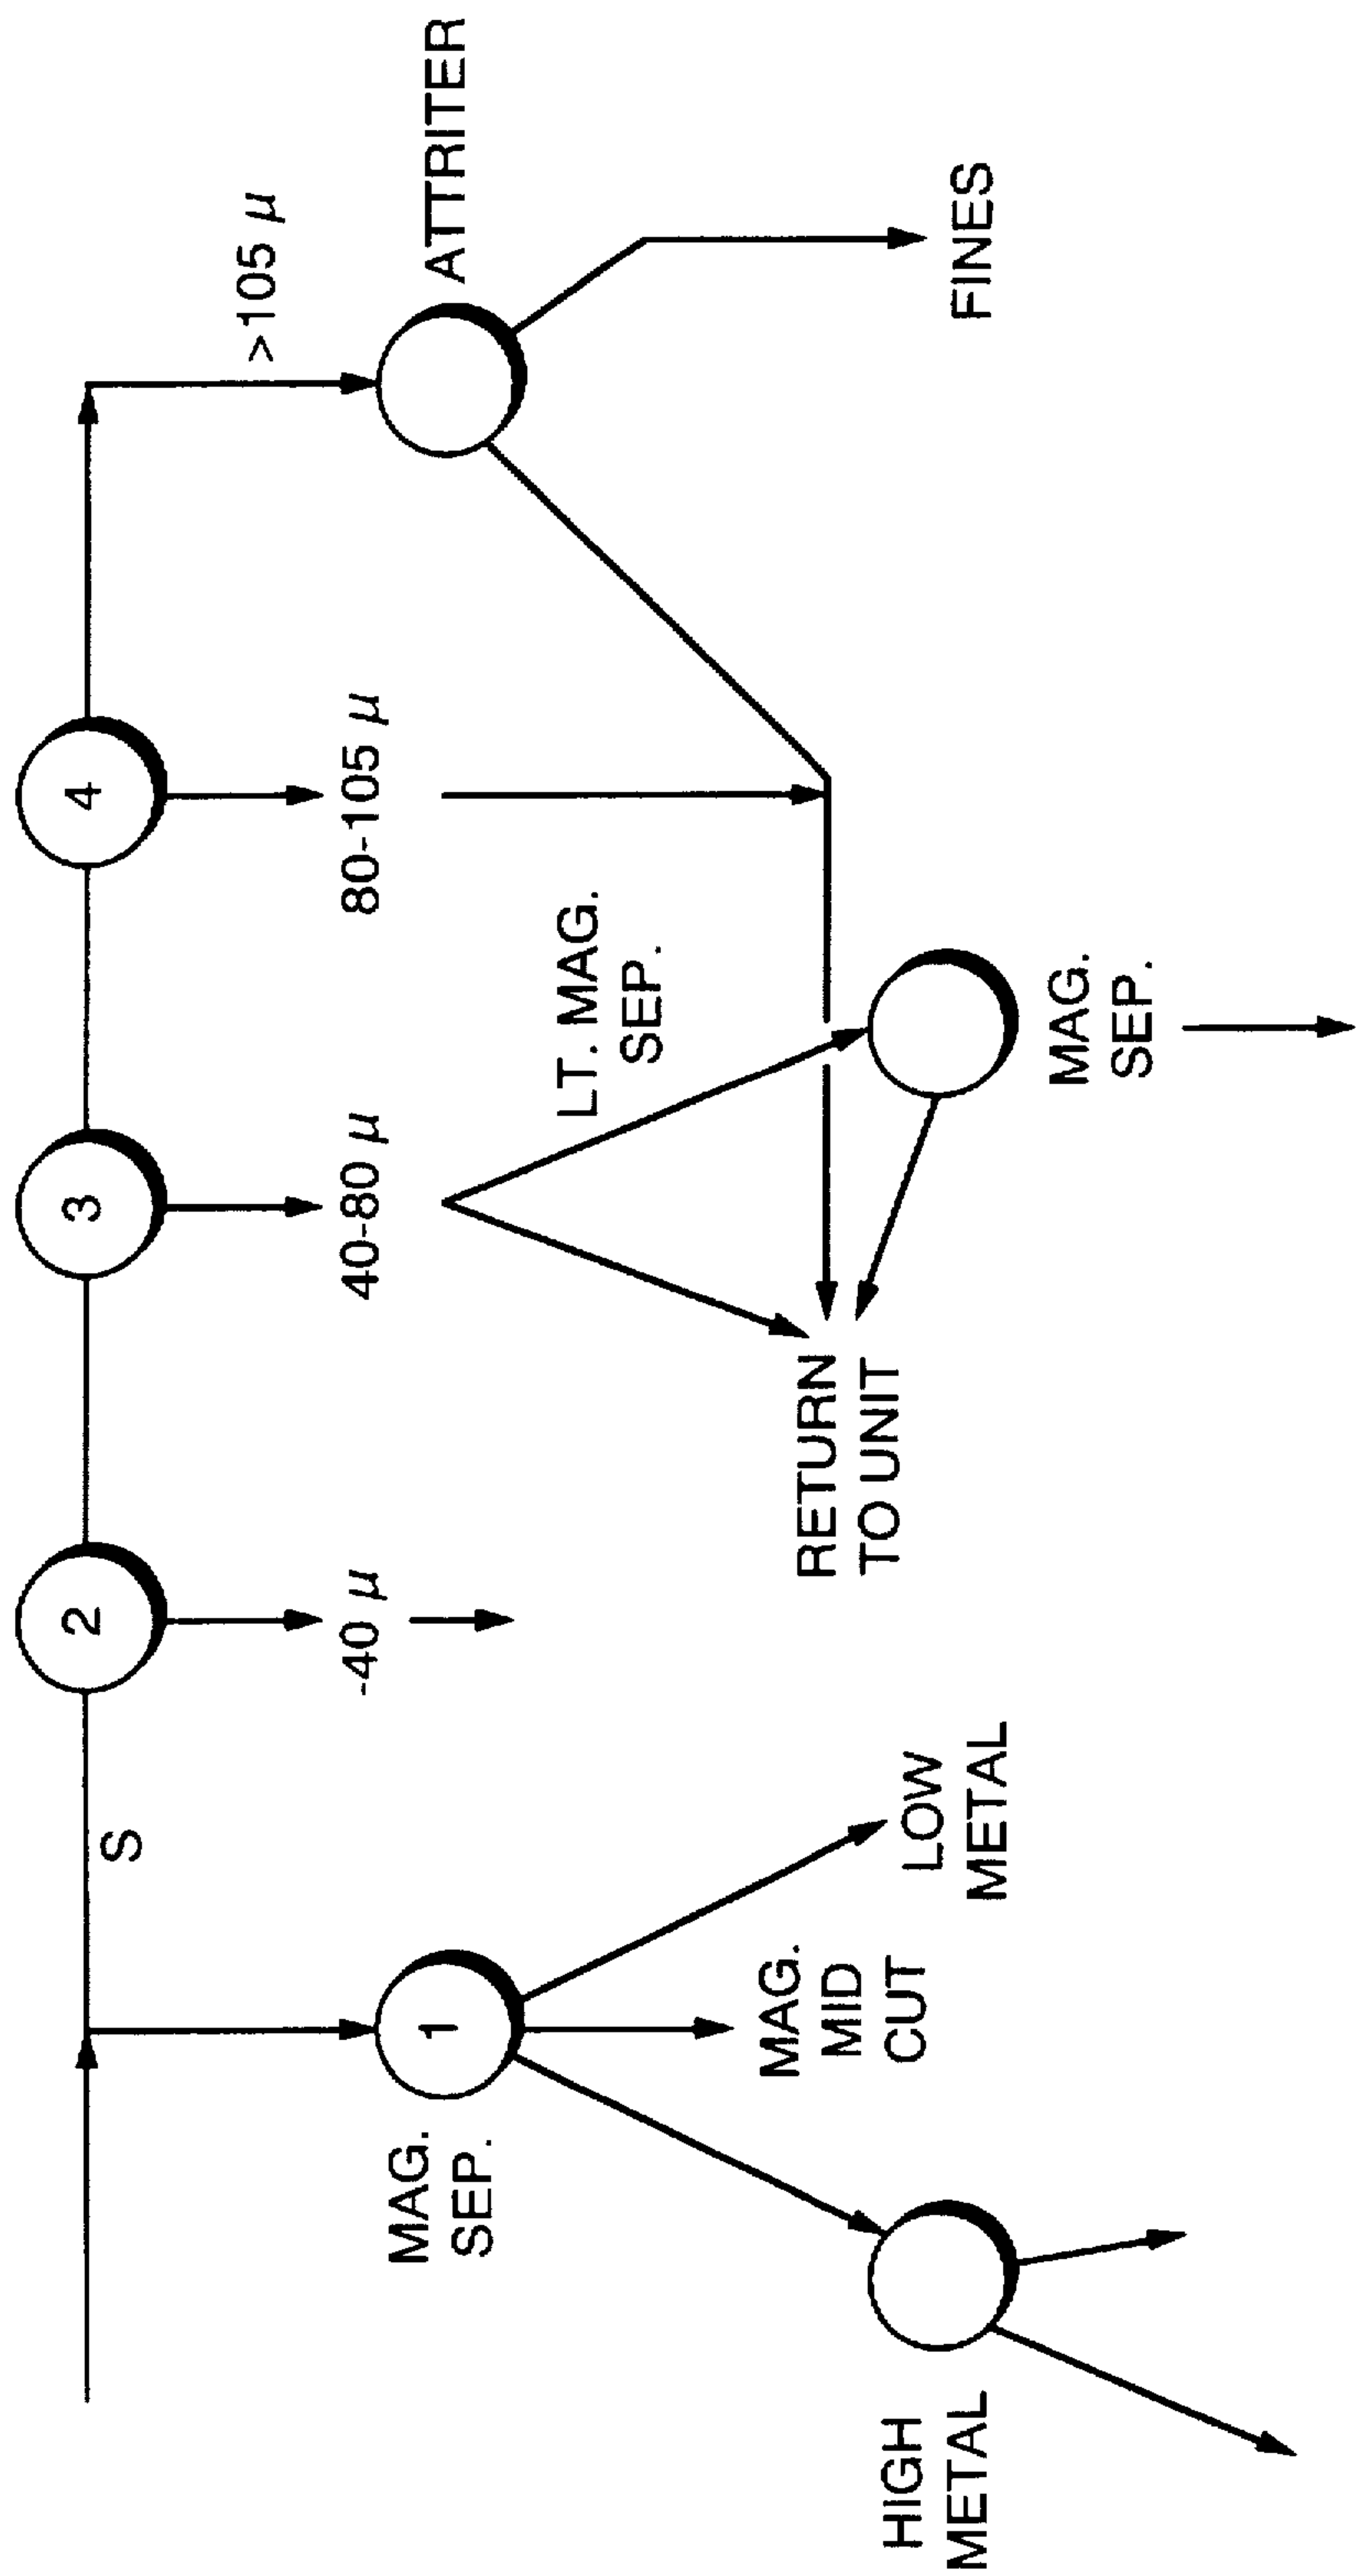 S
2
3
4
-40 µ
40-80 µ
80-105 µ
>105 µ
MAG.
SEP.
1
ATTRITER
LT. MAG.
SEP.
MAG.
MID
CUT
LOW
METAL
RETURN
TO UNIT
FINES
HIGH
METAL
MAG.
SEP.